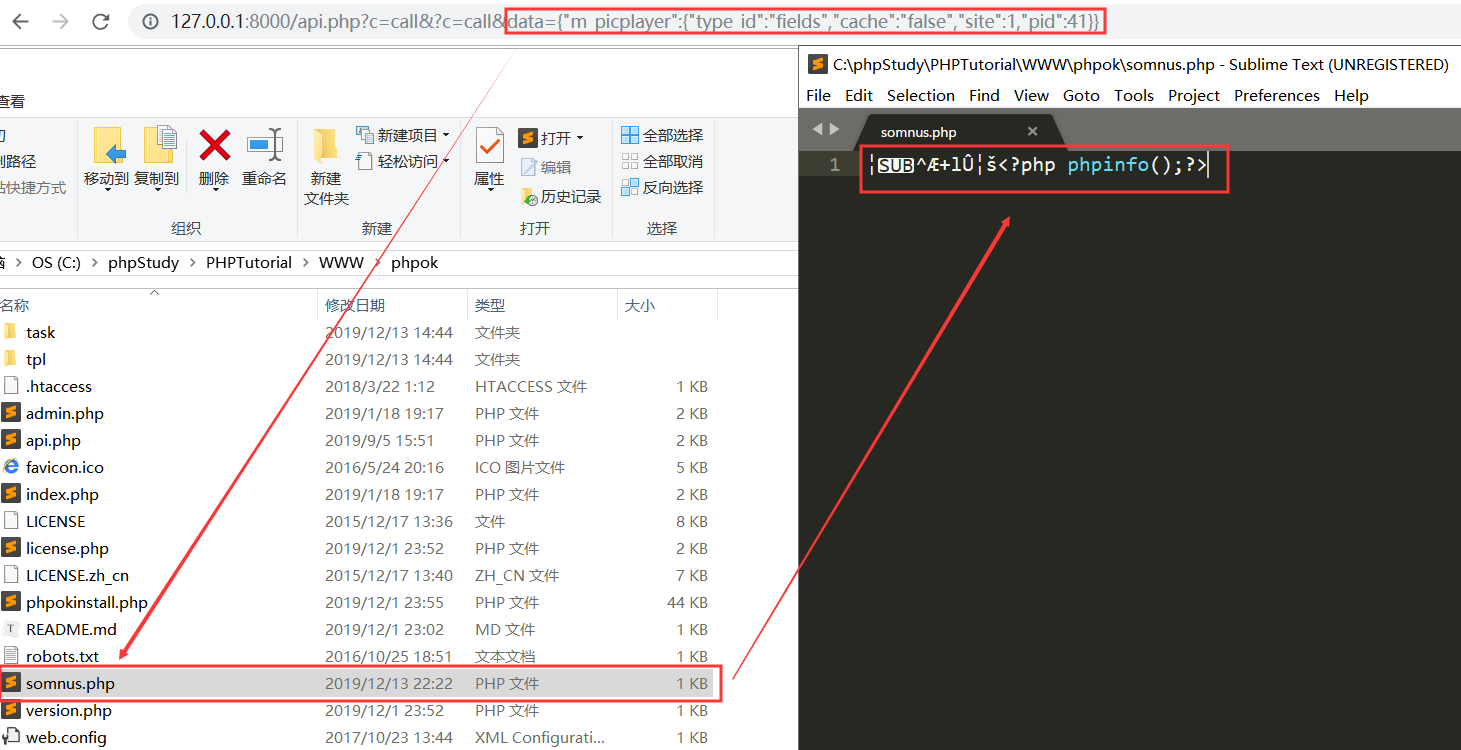 127.0.0.1:8000/api.php?c=call&?c=call&data={"m_picplayer":{"type_id":"fields","cache":"false","site":1,"pid":41}}
查看
移动到 复制到 删除 重命名
新建
文件夹
新建项目
轻松访问
属性
打开
编辑
历史记录
全部选择
全部取消
反向选择
组织 新建 打开 选择
OS (C:) > phpStudy > PHPTutorial > WWW > phpok
名称 修改日期 类型 大小
task 2019/12/13 14:44 文件夹
tpl 2019/12/13 14:44 文件夹
.htaccess 2018/3/22 1:12 HTACCESS 文件 1 KB
admin.php 2019/1/18 19:17 PHP 文件 2 KB
api.php 2019/9/5 15:51 PHP 文件 2 KB
favicon.ico 2016/5/24 20:16 ICO 图片文件 5 KB
index.php 2019/1/18 19:17 PHP 文件 2 KB
LICENSE 2015/12/17 13:36 文件 8 KB
license.php 2019/12/1 23:52 PHP 文件 2 KB
LICENSE.zh_cn 2015/12/17 13:40 ZH_CN 文件 7 KB
phpokinstall.php 2019/12/1 23:55 PHP 文件 44 KB
README.md 2019/12/1 23:02 MD 文件 1 KB
robots.txt 2016/10/25 18:51 文本文档 1 KB
somnus.php 2019/12/13 22:22 PHP 文件 1 KB
version.php 2019/12/1 23:52 PHP 文件 1 KB
web.config 2017/10/23 13:44 XML Configurati... 1 KB
C:\phpStudy\PHPTutorial\WWW\phpok\somnus.php - Sublime Text (UNREGISTERED)
File Edit Selection Find View Goto Tools Project Preferences Help
somnus.php ×
1 ¦SUB^Æ+lÛ¦š<?php phpinfo();?>